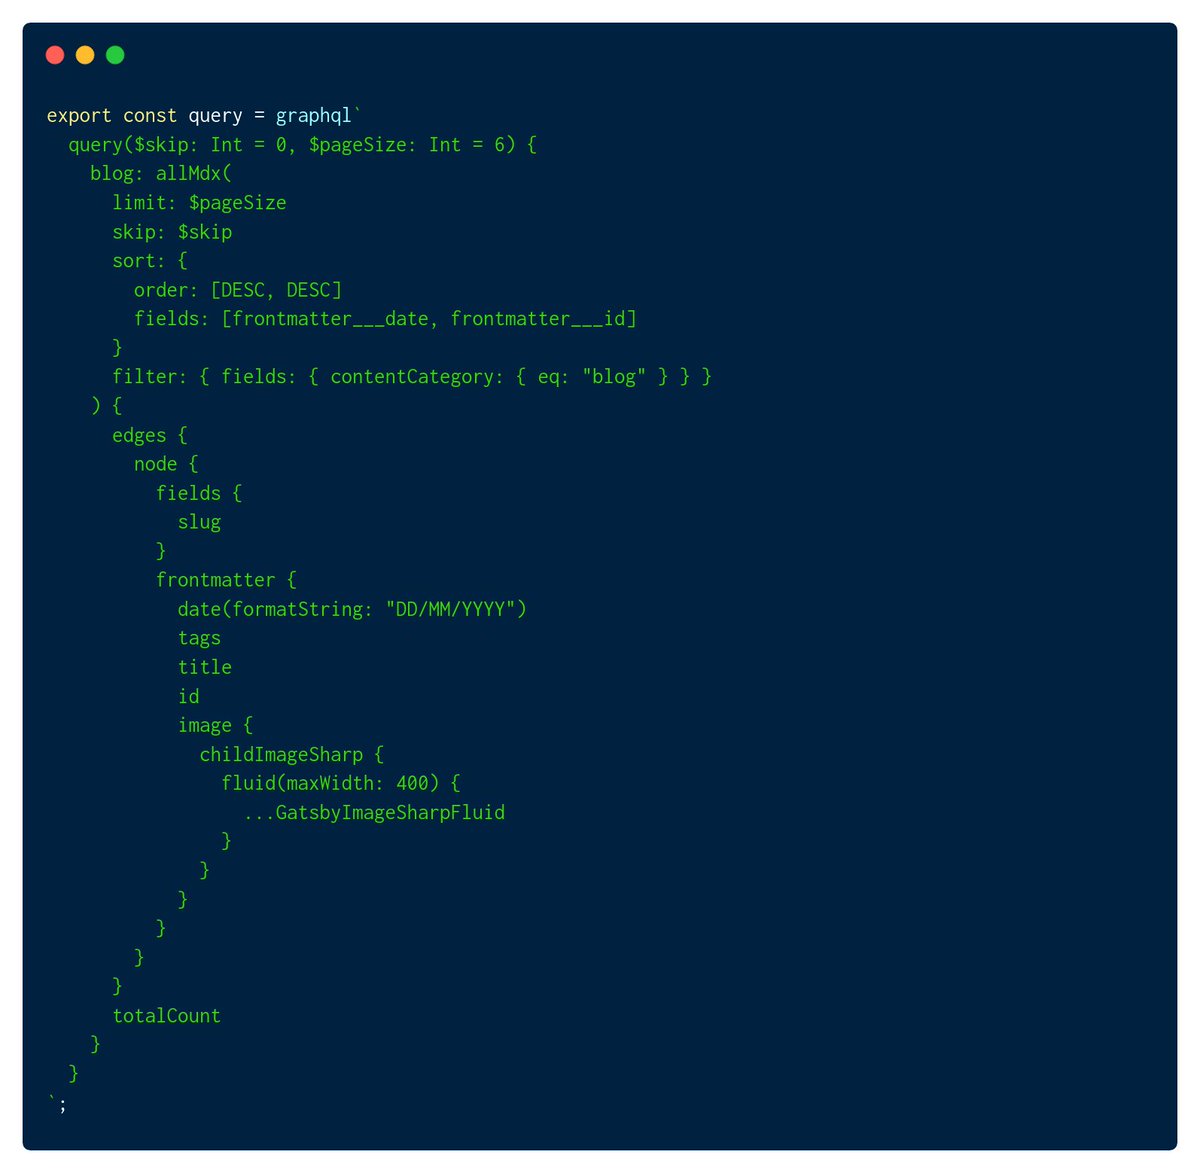 export const query = graphql`
  query($skip: Int = 0, $pageSize: Int = 6) {
    blog: allMdx(
      limit: $pageSize
      skip: $skip
      sort: {
        order: [DESC, DESC]
        fields: [frontmatter___date, frontmatter___id]
      }
      filter: { fields: { contentCategory: { eq: "blog" } } }
    ) {
      edges {
        node {
          fields {
            slug
          }
          frontmatter {
            date(formatString: "DD/MM/YYYY")
            tags
            title
            id
            image {
              childImageSharp {
                fluid(maxWidth: 400) {
                  ...GatsbyImageSharpFluid
                }
              }
            }
          }
        }
      }
      totalCount
    }
  }
`;